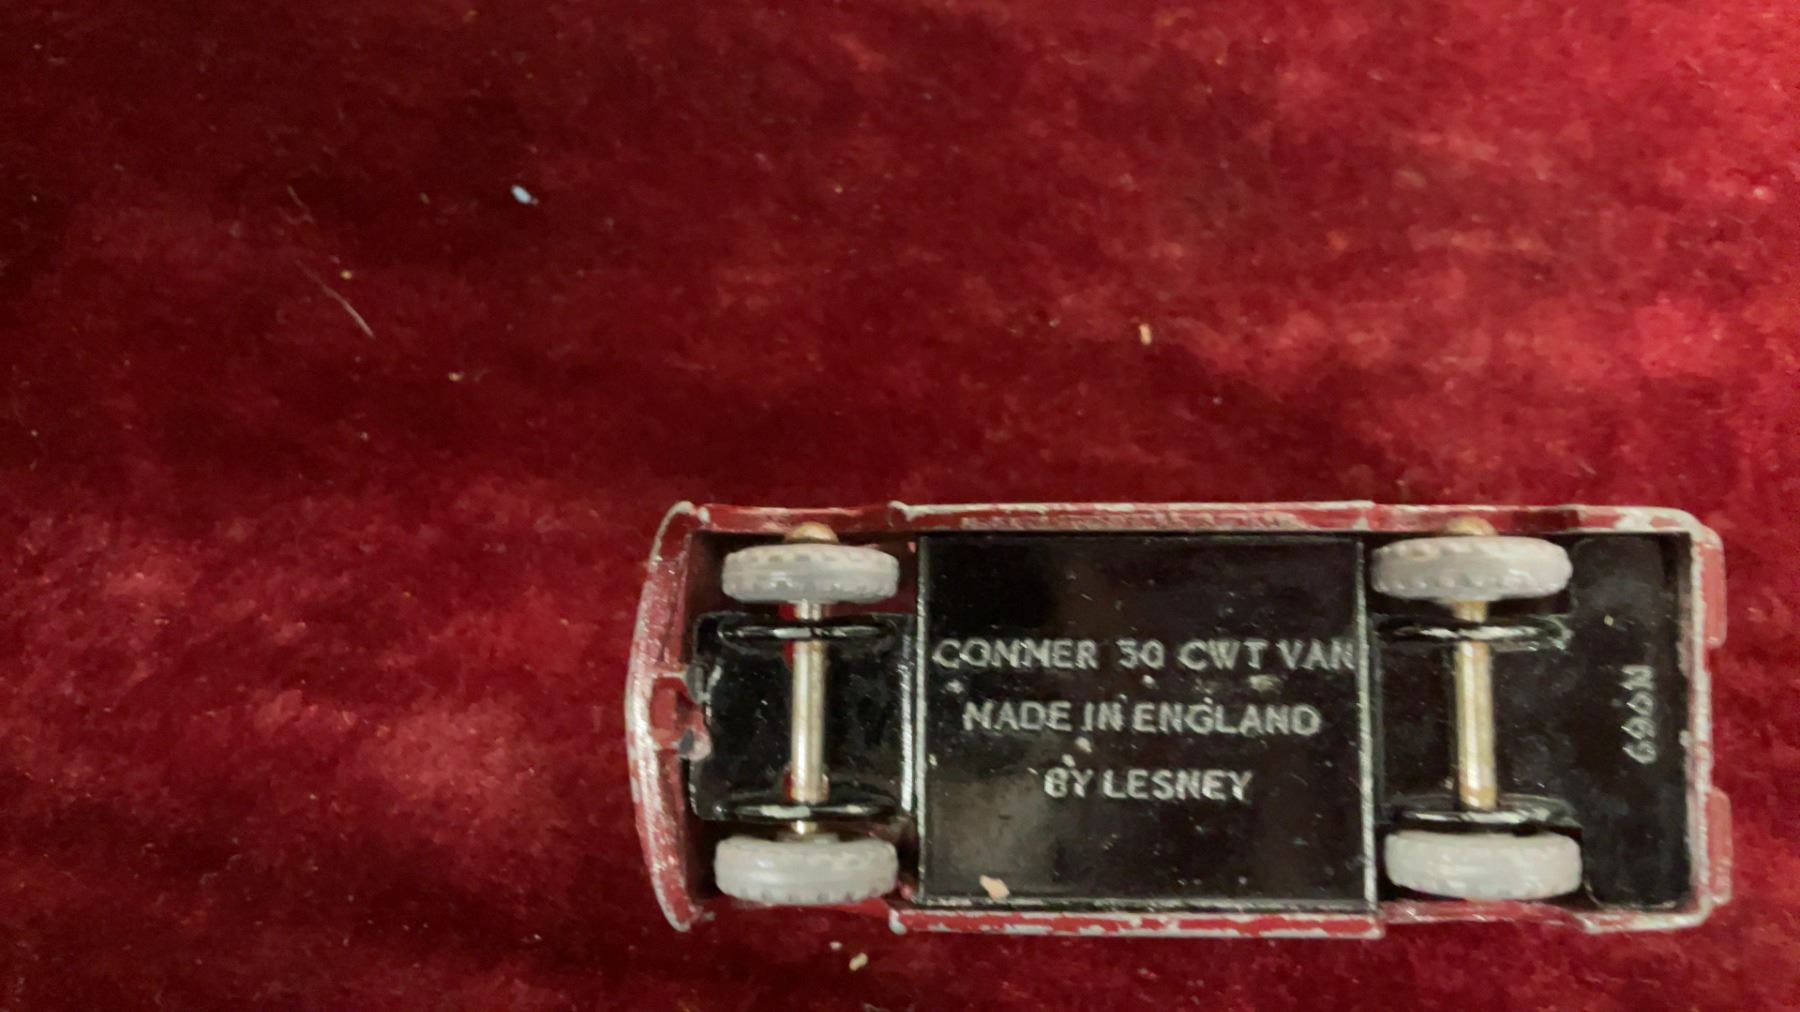 COMMER 30 CWT VAN
MADE IN ENGLAND
BY LESNEY
Nº69